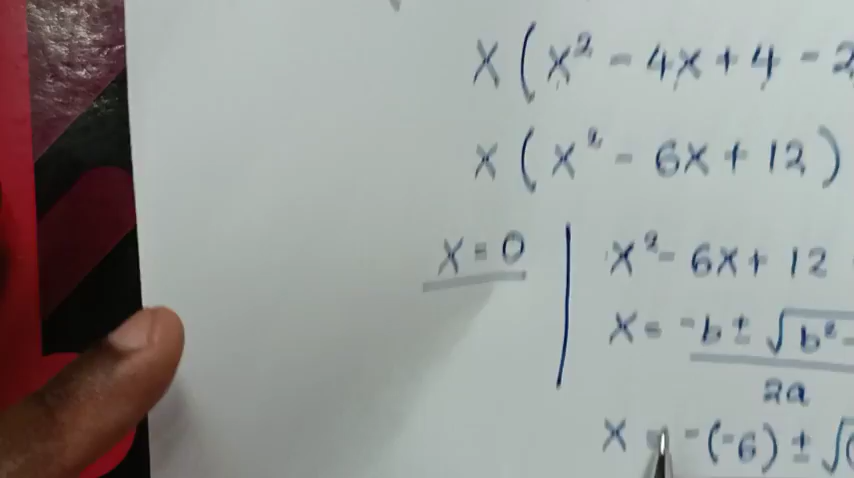 x(x² - 4x + 4 - 2
x(x² - 6x + 12)
x = 0 | x² - 6x + 12
x = -b ± √b² -
2a
x = -(-6) ± √(